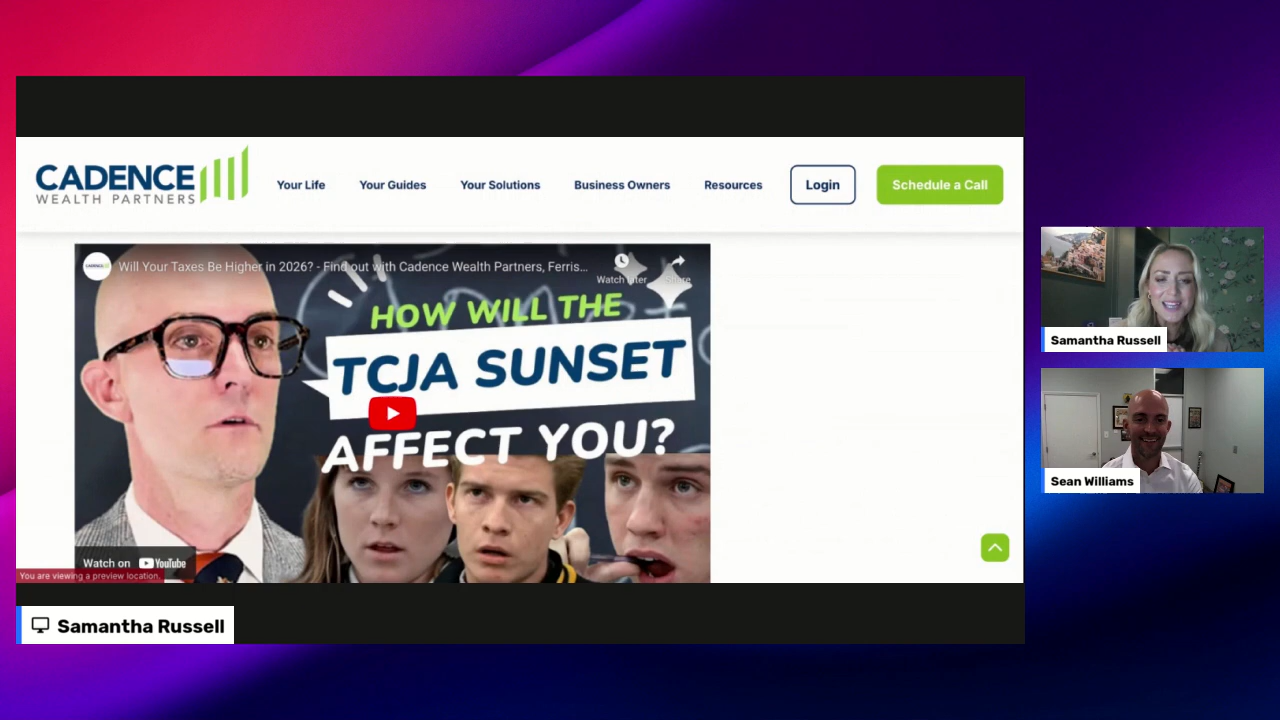 CADENCE
WEALTH PARTNERS
Your Life
Your Guides
Your Solutions
Business Owners
Resources
Login
Schedule a Call
Will Your Taxes Be Higher in 2026? - Find out with Cadence Wealth Partners, Ferris...
Watch later
Share
HOW WILL THE
TCJA SUNSET
AFFECT YOU?
Watch on YouTube
You are viewing a preview location.
Samantha Russell
Samantha Russell
Sean Williams